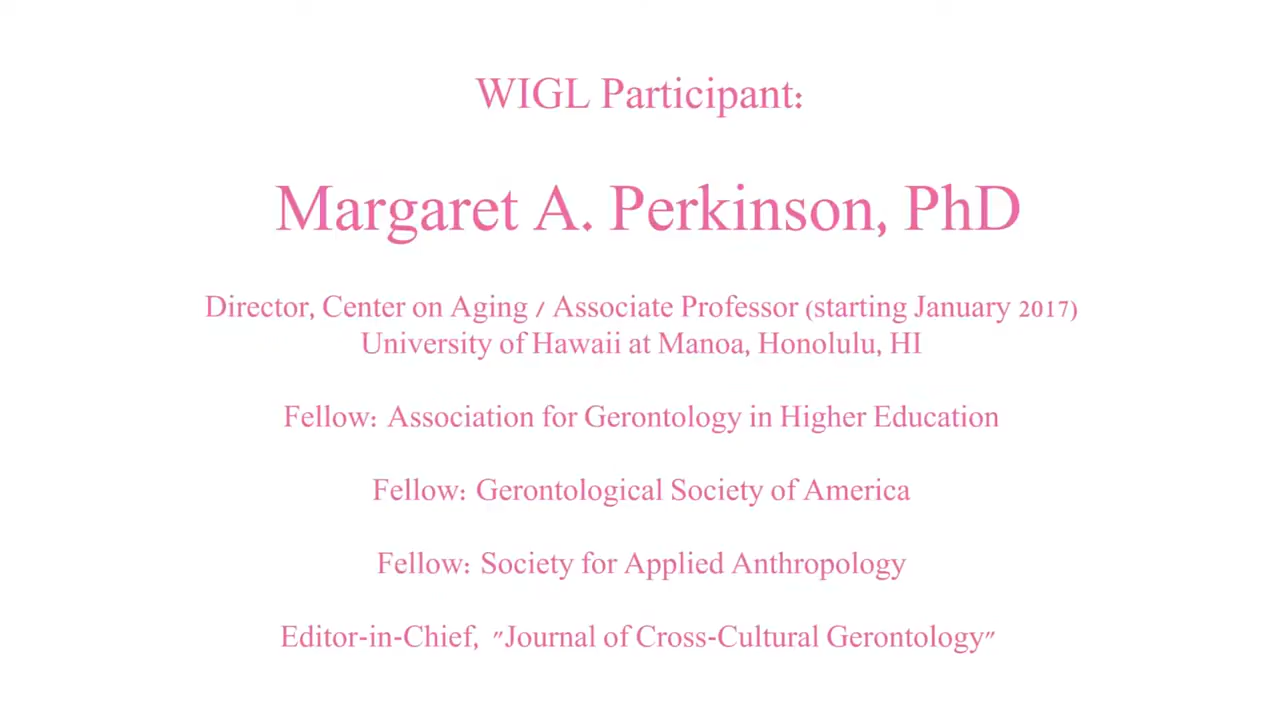 WIGL Participant:
Margaret A. Perkinson, PhD
Director, Center on Aging / Associate Professor (starting January 2017)
University of Hawaii at Manoa, Honolulu, HI
Fellow: Association for Gerontology in Higher Education
Fellow: Gerontological Society of America
Fellow: Society for Applied Anthropology
Editor-in-Chief, "Journal of Cross-Cultural Gerontology"